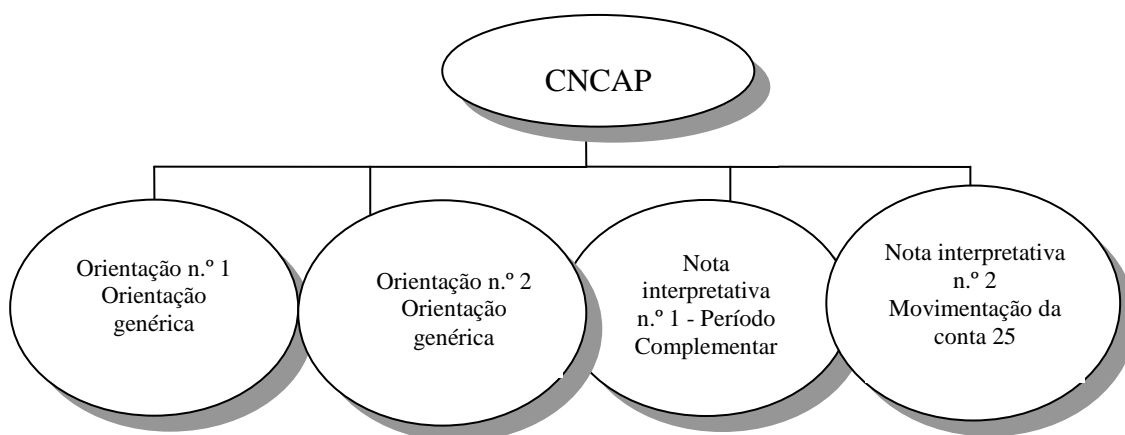 CNCAP
Orientação n.º 1
Orientação
genérica
Orientação n.º 2
Orientação
genérica
Nota
interpretativa
n.º 1 - Período
Complementar
Nota interpretativa
n.º 2
Movimentação da
conta 25